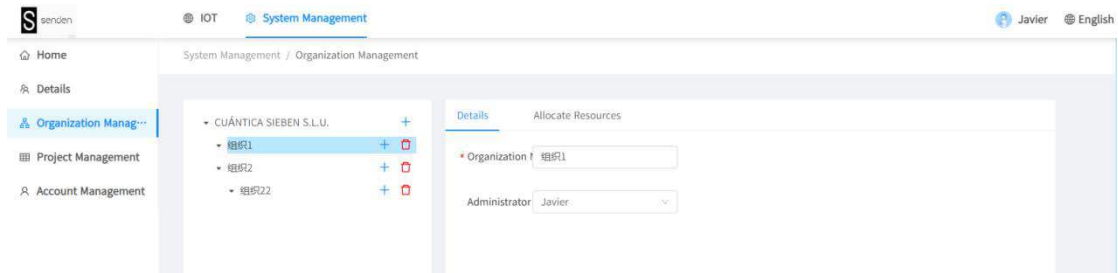 S senden
IOT
System Management
Javier
English
Home
System Management / Organization Management
Details
Organization Manag···
Project Management
Account Management
CUÁNTICA SIEBEN S.L.U.
组织1
组织2
组织22
Details
Allocate Resources
* Organization N
组织1
Administrator
Javier